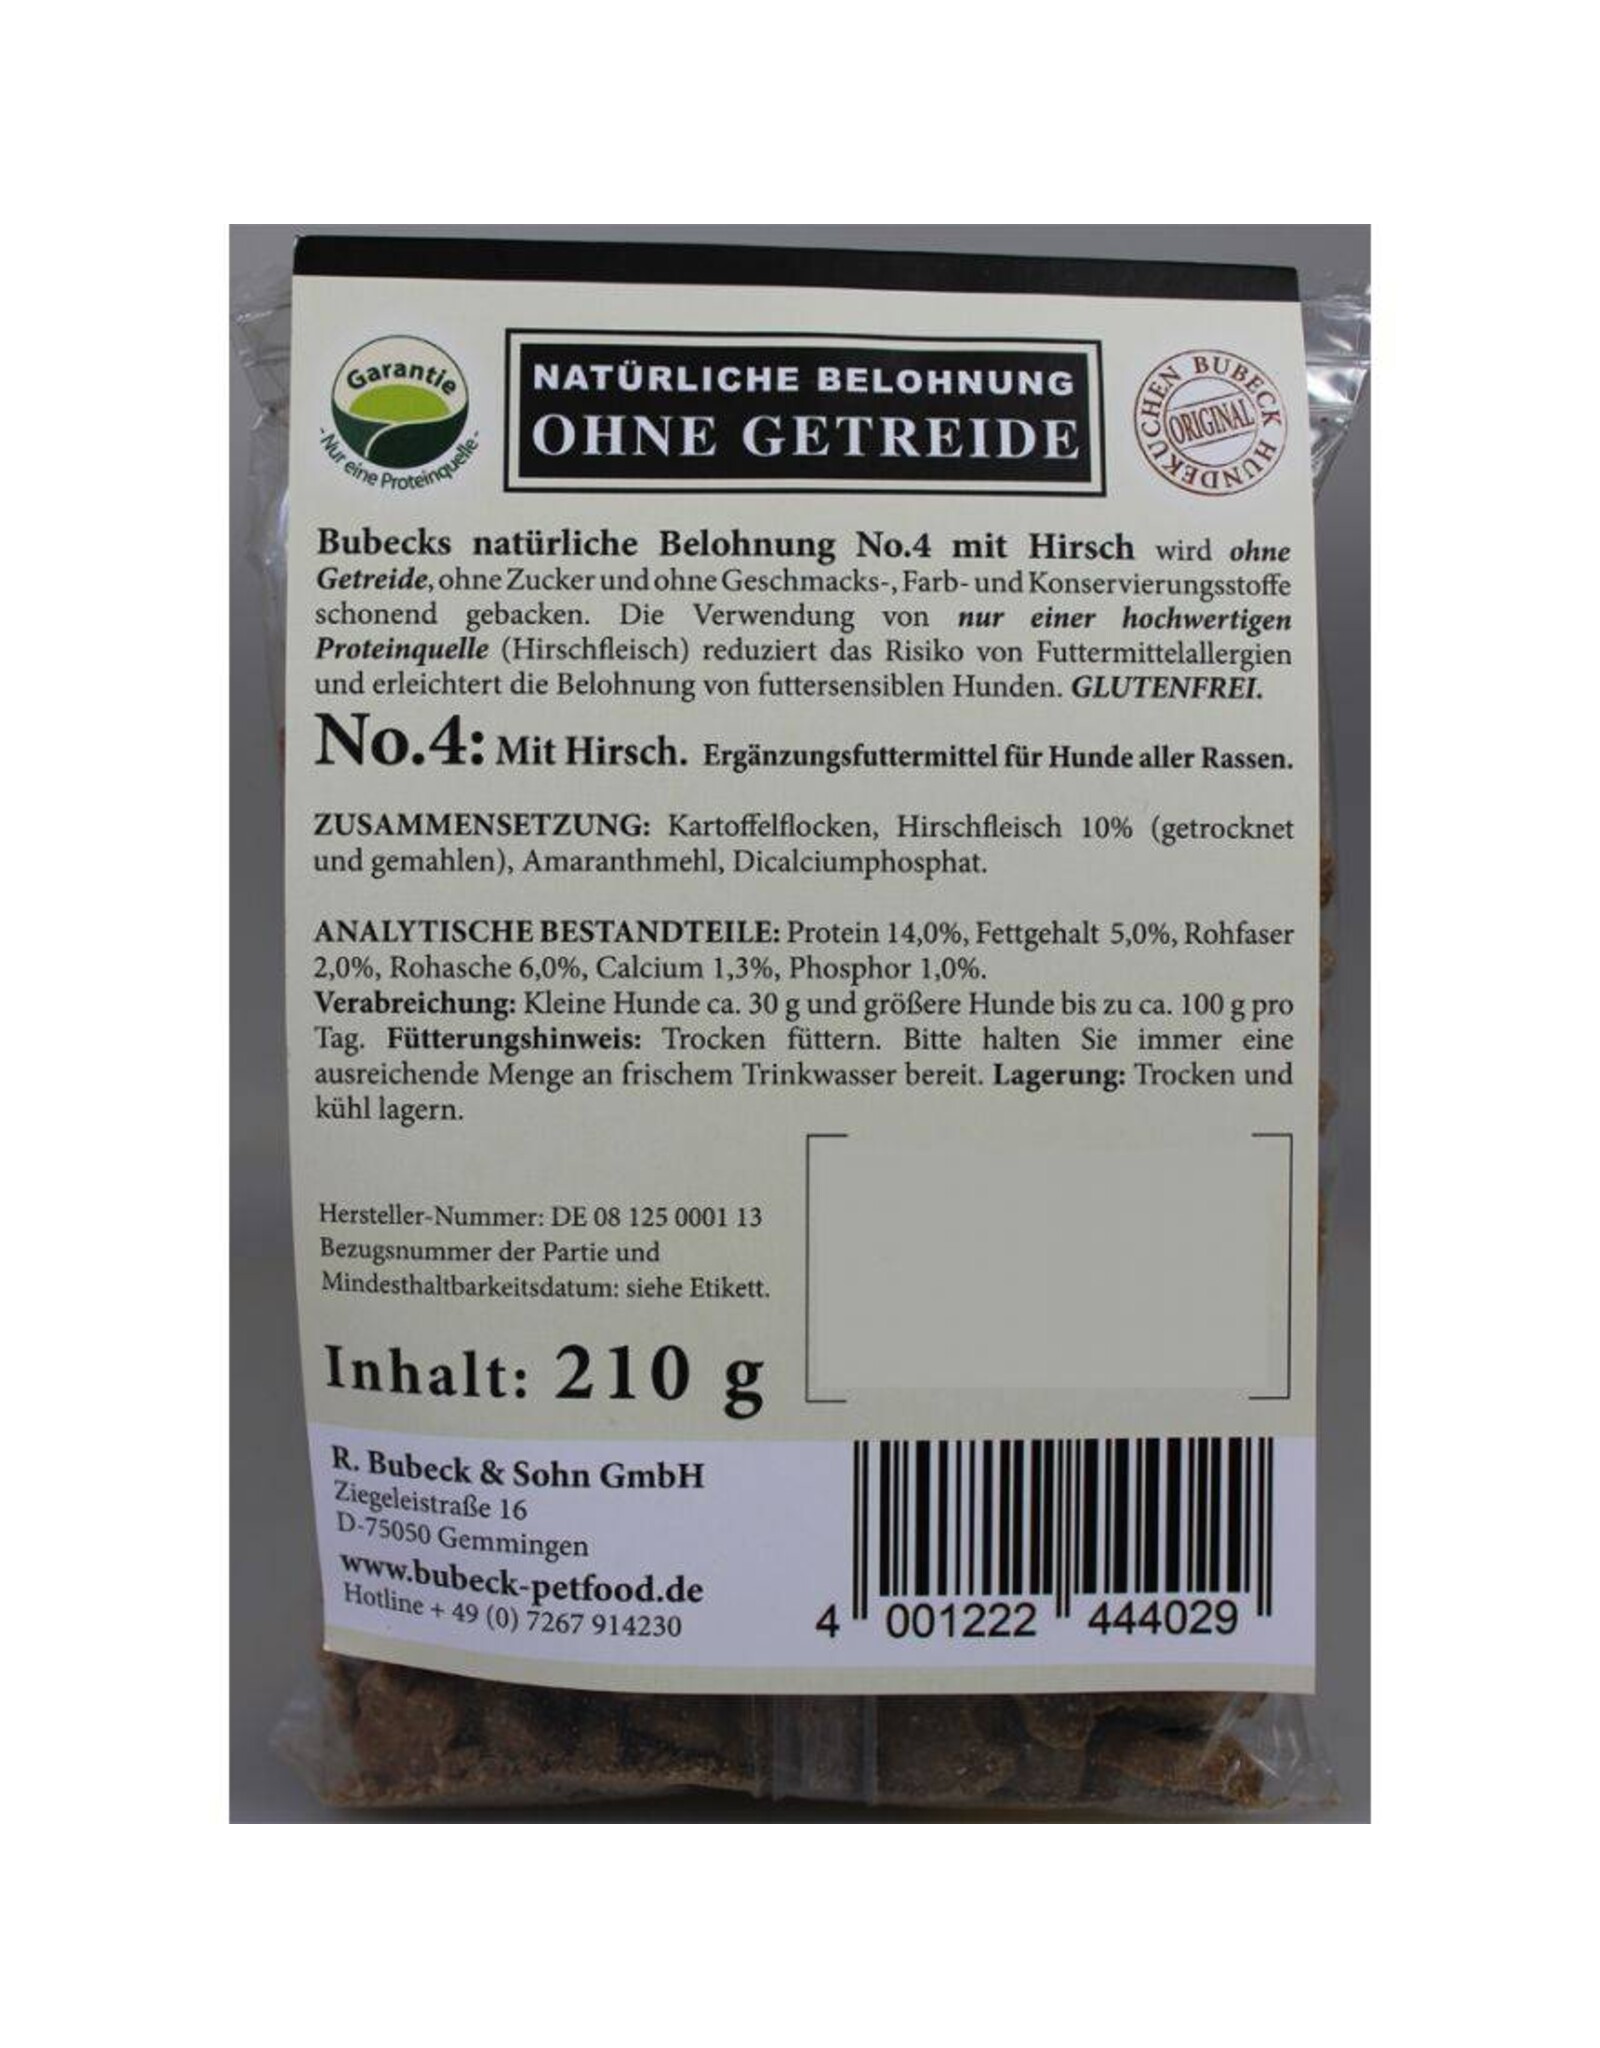 Garantie
- Nur eine Proteinquelle -
NATÜRLICHE BELOHNUNG
OHNE GETREIDE
BUBECK HUNDEKUCHEN
ORIGINAL
Bubecks natürliche Belohnung No.4 mit Hirsch wird ohne
Getreide, ohne Zucker und ohne Geschmacks-, Farb- und Konservierungsstoffe
schonend gebacken. Die Verwendung von nur einer hochwertigen
Proteinquelle (Hirschfleisch) reduziert das Risiko von Futtermittelallergien
und erleichtert die Belohnung von futtersensiblen Hunden. GLUTENFREI.
No.4: Mit Hirsch. Ergänzungsfuttermittel für Hunde aller Rassen.
ZUSAMMENSETZUNG: Kartoffelflocken, Hirschfleisch 10% (getrocknet
und gemahlen), Amaranthmehl, Dicalciumphosphat.
ANALYTISCHE BESTANDTEILE: Protein 14,0%, Fettgehalt 5,0%, Rohfaser
2,0%, Rohasche 6,0%, Calcium 1,3%, Phosphor 1,0%.
Verabreichung: Kleine Hunde ca. 30 g und größere Hunde bis zu ca. 100 g pro
Tag. Fütterungshinweis: Trocken füttern. Bitte halten Sie immer eine
ausreichende Menge an frischem Trinkwasser bereit. Lagerung: Trocken und
kühl lagern.
Hersteller-Nummer: DE 08 125 0001 13
Bezugsnummer der Partie und
Mindesthaltbarkeitsdatum: siehe Etikett.
Inhalt: 210 g
R. Bubeck & Sohn GmbH
Ziegeleistraße 16
D-75050 Gemmingen
www.bubeck-petfood.de
Hotline + 49 (0) 7267 914230
4 001222 444029